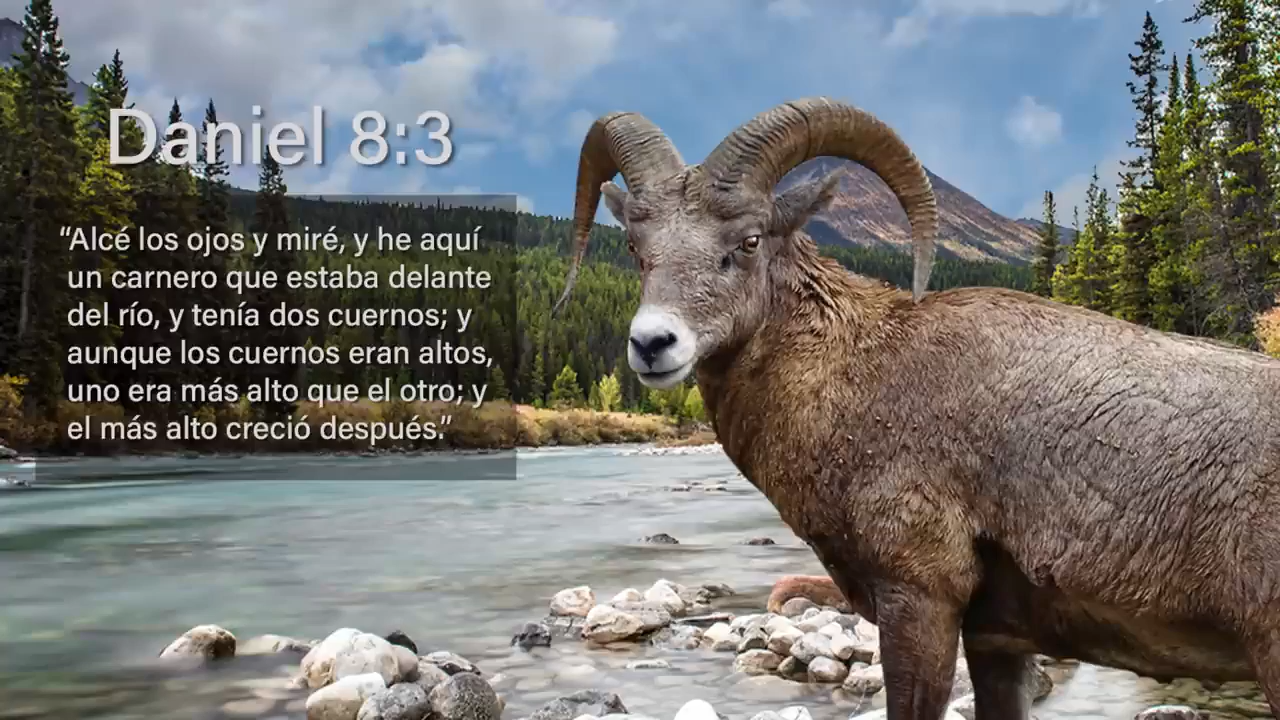 Daniel 8:3
“Alcé los ojos y miré, y he aquí
un carnero que estaba delante
del río, y tenía dos cuernos; y
aunque los cuernos eran altos,
uno era más alto que el otro; y
el más alto creció después.”